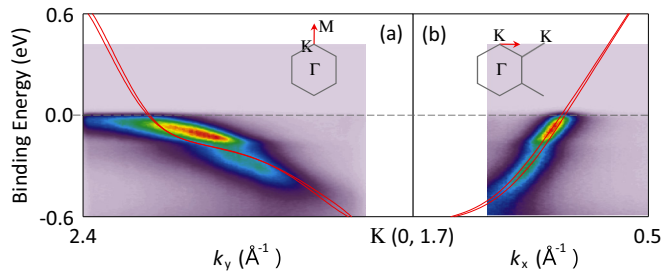 0.6
0.0
-0.6
Binding Energy (eV)
(a)
M
K
Γ
(b)
K
K
Γ
2.4
K (0, 1.7)
0.5
k_y (Å⁻¹)
k_x (Å⁻¹)